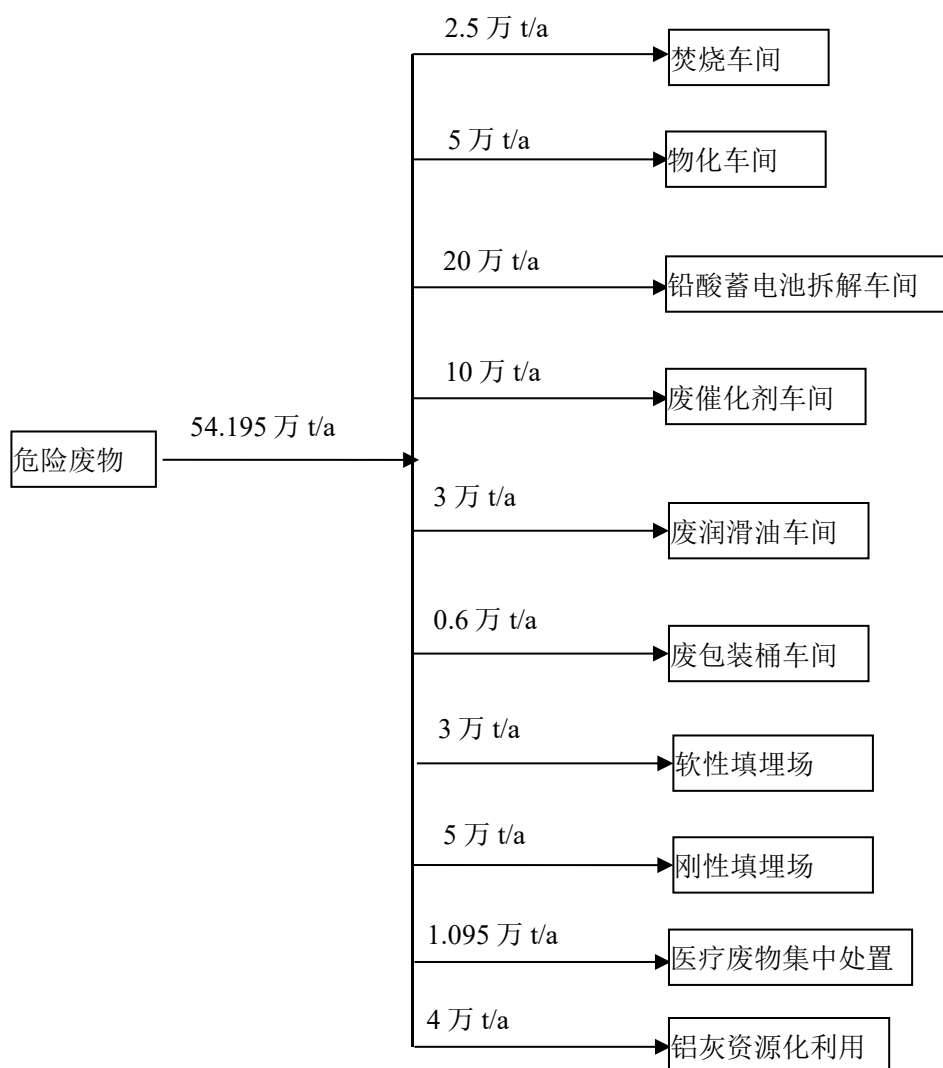 2.5 万 t/a
焚烧车间
5 万 t/a
物化车间
20 万 t/a
铅酸蓄电池拆解车间
10 万 t/a
废催化剂车间
54.195 万 t/a
危险废物
3 万 t/a
废润滑油车间
0.6 万 t/a
废包装桶车间
3 万 t/a
软性填埋场
5 万 t/a
刚性填埋场
1.095 万 t/a
医疗废物集中处置
4 万 t/a
铝灰资源化利用